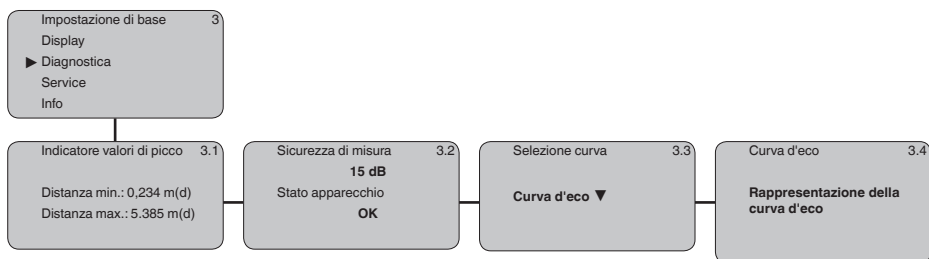 Impostazione di base 3
Display
▶ Diagnostica
Service
Info
Indicatore valori di picco 3.1
Distanza min.: 0,234 m(d)
Distanza max.: 5.385 m(d)
Sicurezza di misura 3.2
15 dB
Stato apparecchio
OK
Selezione curva 3.3
Curva d'eco ▼
Curva d'eco 3.4
Rappresentazione della
curva d'eco